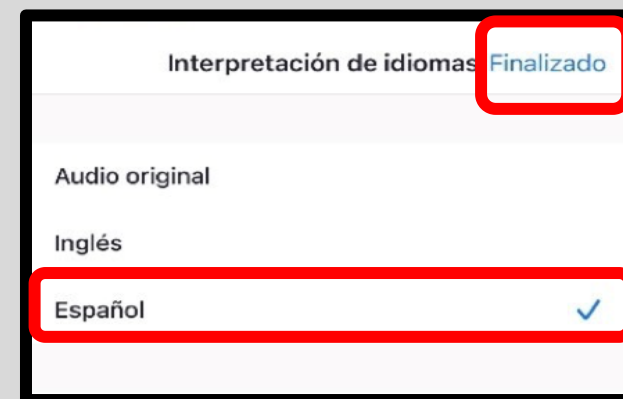 Interpretación de idiomas Finalizado
Audio original
Inglés
Español